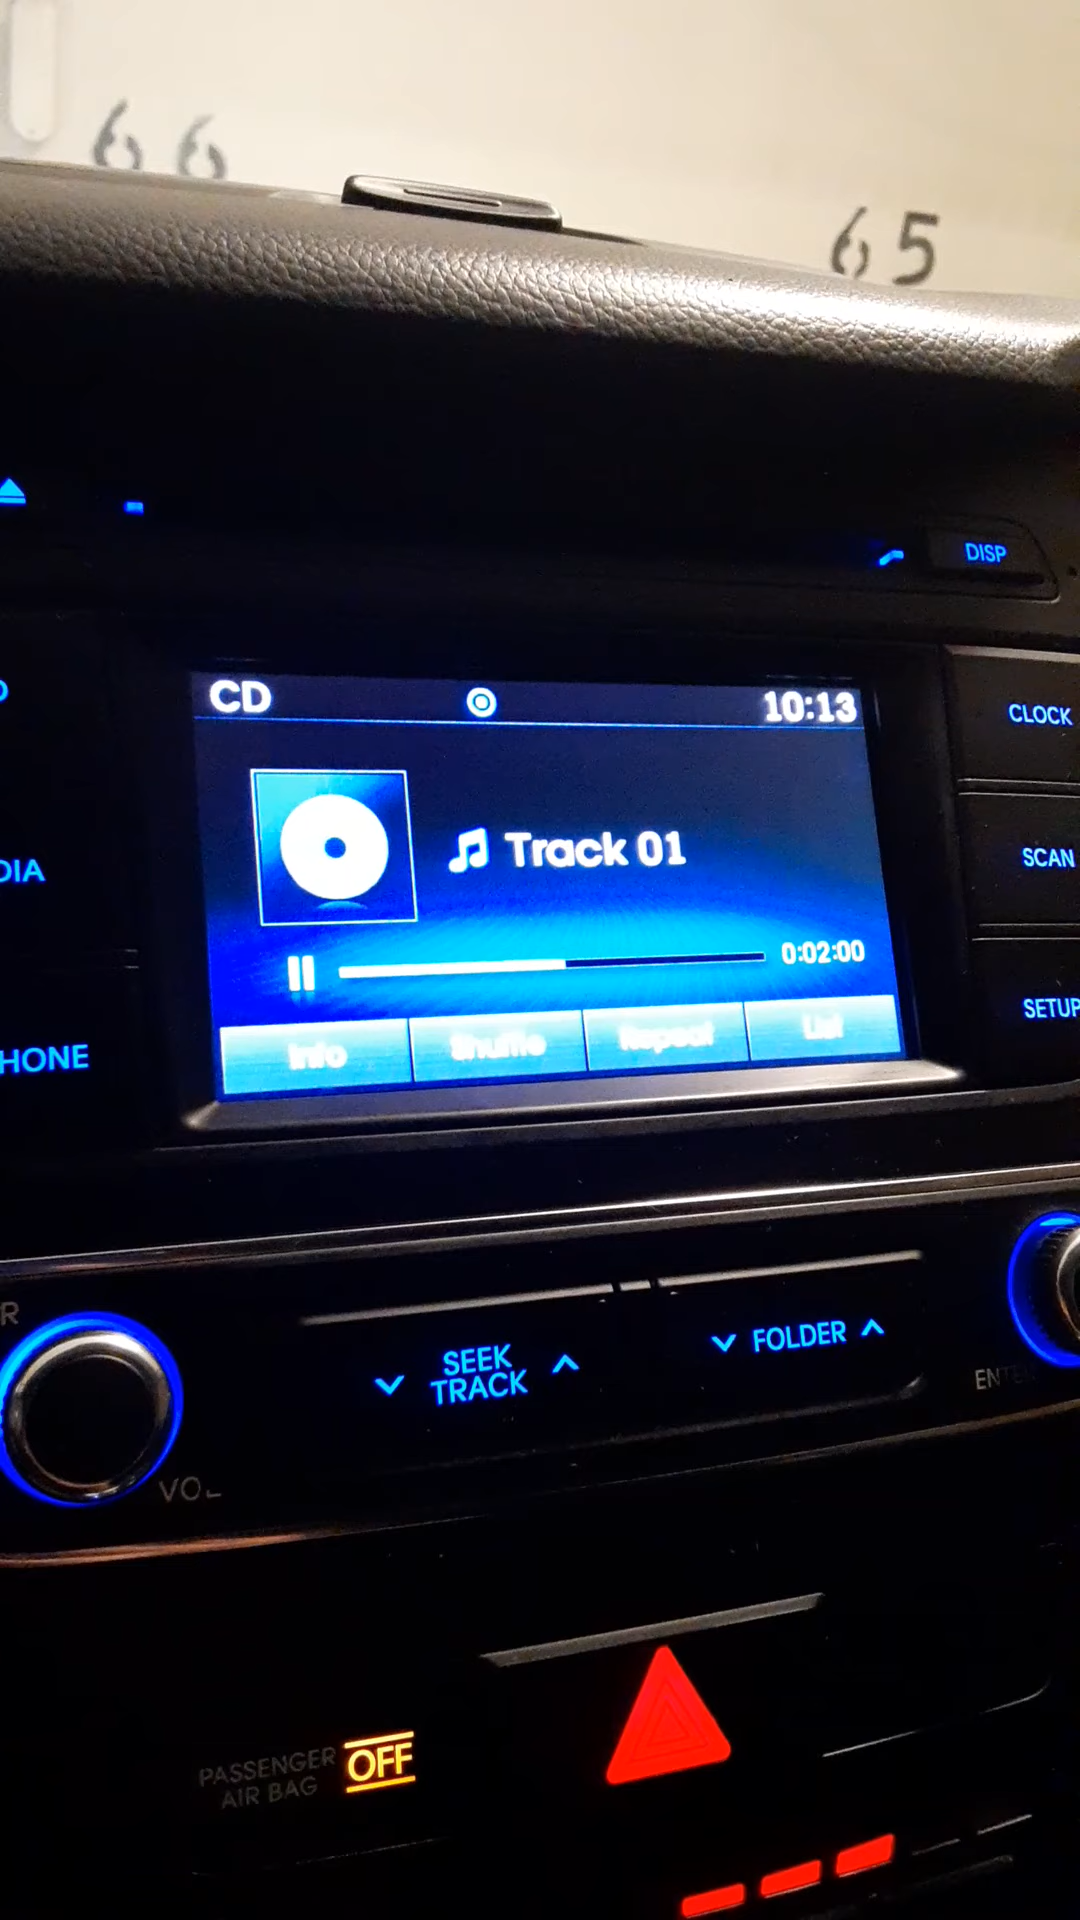 66
65
DISP
CD
10:13
CLOCK
Track 01
SCAN
DIA
0:02:00
SETUP
Info
Shuffle
Repeat
List
HONE
R
SEEK
TRACK
FOLDER
ENTER
VOL
PASSENGER
AIR BAG
OFF